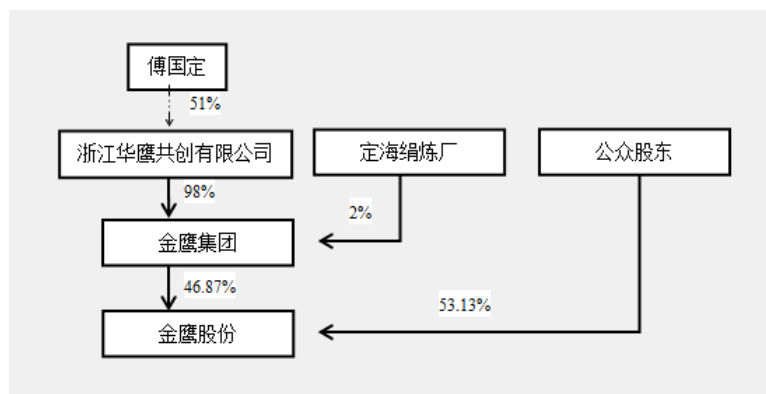 傅国定
51%
浙江华鹰共创有限公司
定海绢炼厂
公众股东
98%
2%
金鹰集团
46.87%
53.13%
金鹰股份